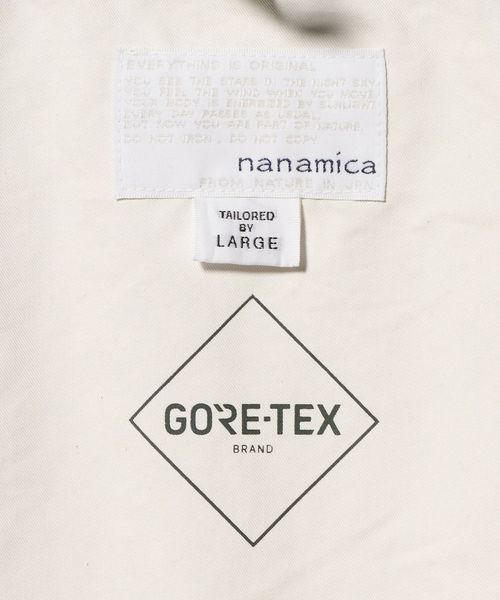 EVERYTHING IS ORIGINAL
YOU SEE THE STARS IN THE NIGHT SKY.
YOU FEEL THE WIND WHEN YOU MOVE.
YOUR BODY IS ENERGISED BY SUNLIGHT.
EVERY DAY PASSES AS USUAL.
BUT NOW YOU ARE PART OF NATURE.
DO NOT IRON. DO NOT COPY
nanamica
FROM NATURE IN JPN.
TAILORED
BY
LARGE
GORE-TEX
BRAND